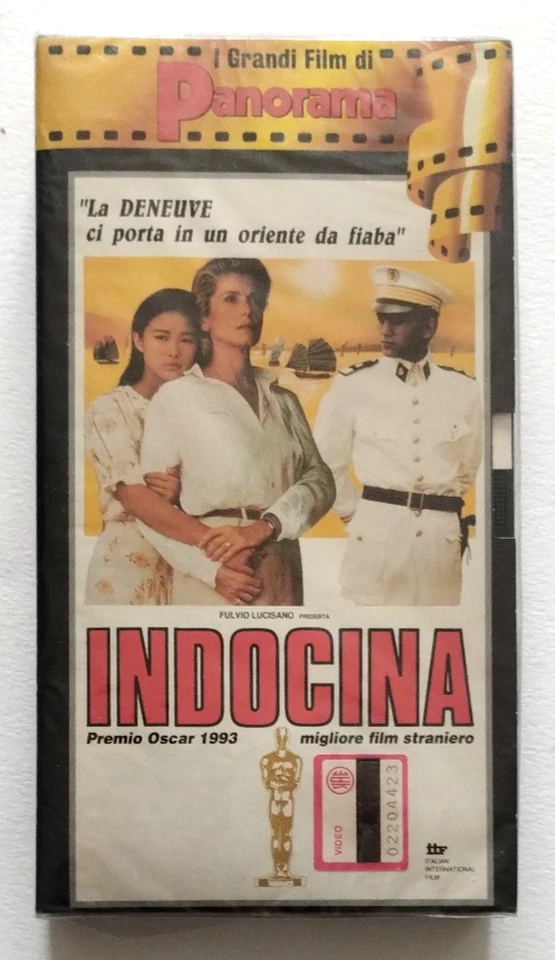 I Grandi Film di
Panorama
"La DENEUVE
ci porta in un oriente da fiaba"
FULVIO LUCISANO PRESENTA
INDOCINA
Premio Oscar 1993 migliore film straniero
VIDEO
02204423
iif
ITALIAN
INTERNATIONAL
FILM